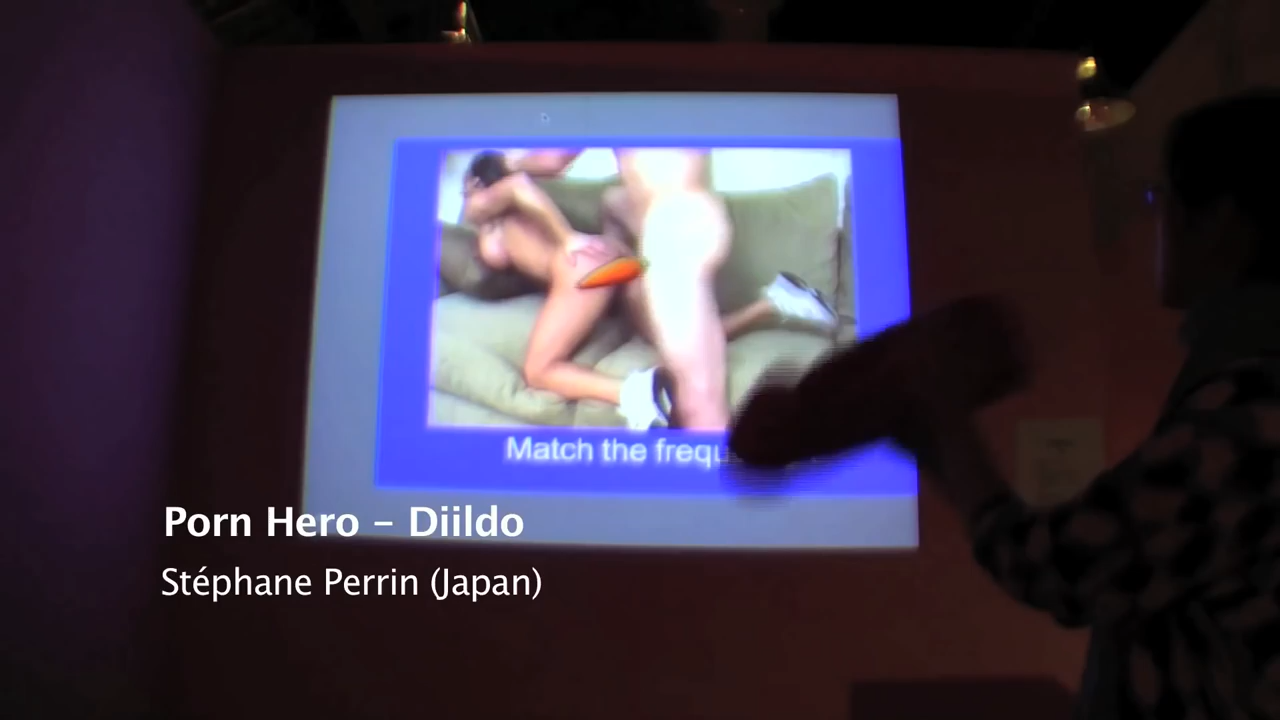 Match the frequ
Porn Hero – Diildo
Stéphane Perrin (Japan)